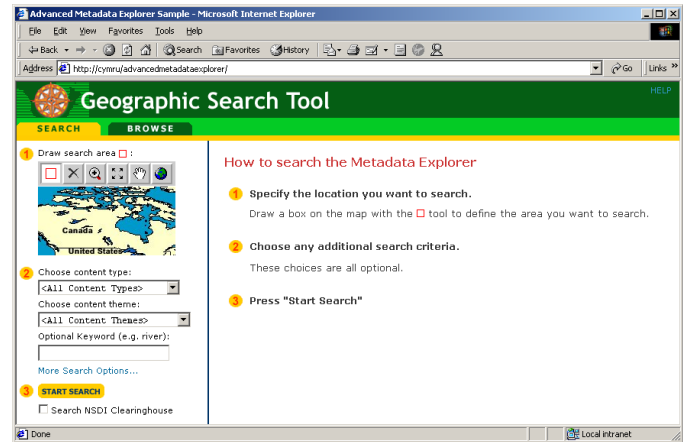 Advanced Metadata Explorer Sample - Microsoft Internet Explorer
File Edit View Favorites Tools Help
Back Search Favorites History
Address http://cymru/advancedmetadataexplorer/ Go Links »
Geographic Search Tool
HELP
SEARCH BROWSE
1 Draw search area :
Canada
United States
2 Choose content type:
<All Content Types>
Choose content theme:
<All Content Themes>
Optional Keyword (e.g. river):
More Search Options...
3 START SEARCH
Search NSDI Clearinghouse
How to search the Metadata Explorer
1 Specify the location you want to search.
Draw a box on the map with the tool to define the area you want to search.
2 Choose any additional search criteria.
These choices are all optional.
3 Press "Start Search"
Done
Local intranet